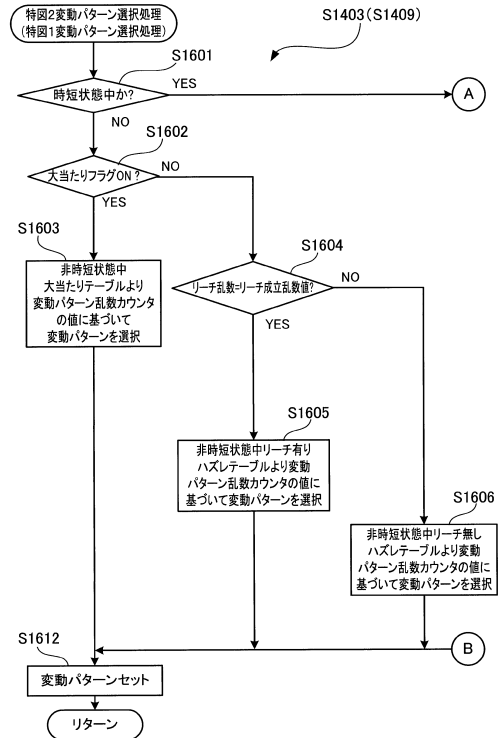 特図2変動パターン選択処理
(特図1変動パターン選択処理)
S1403(S1409)
S1601
時短状態中か?
YES
A
NO
S1602
大当たりフラグON?
NO
YES
S1603
非時短状態中
大当たりテーブルより
変動パターン乱数カウンタ
の値に基づいて
変動パターンを選択
S1604
リーチ乱数=リーチ成立乱数値?
NO
YES
S1605
非時短状態中リーチ有り
ハズレテーブルより変動
パターン乱数カウンタの値に
基づいて変動パターンを選択
S1606
非時短状態中リーチ無し
ハズレテーブルより変動
パターン乱数カウンタの値に
基づいて変動パターンを選択
B
S1612
変動パターンセット
リターン